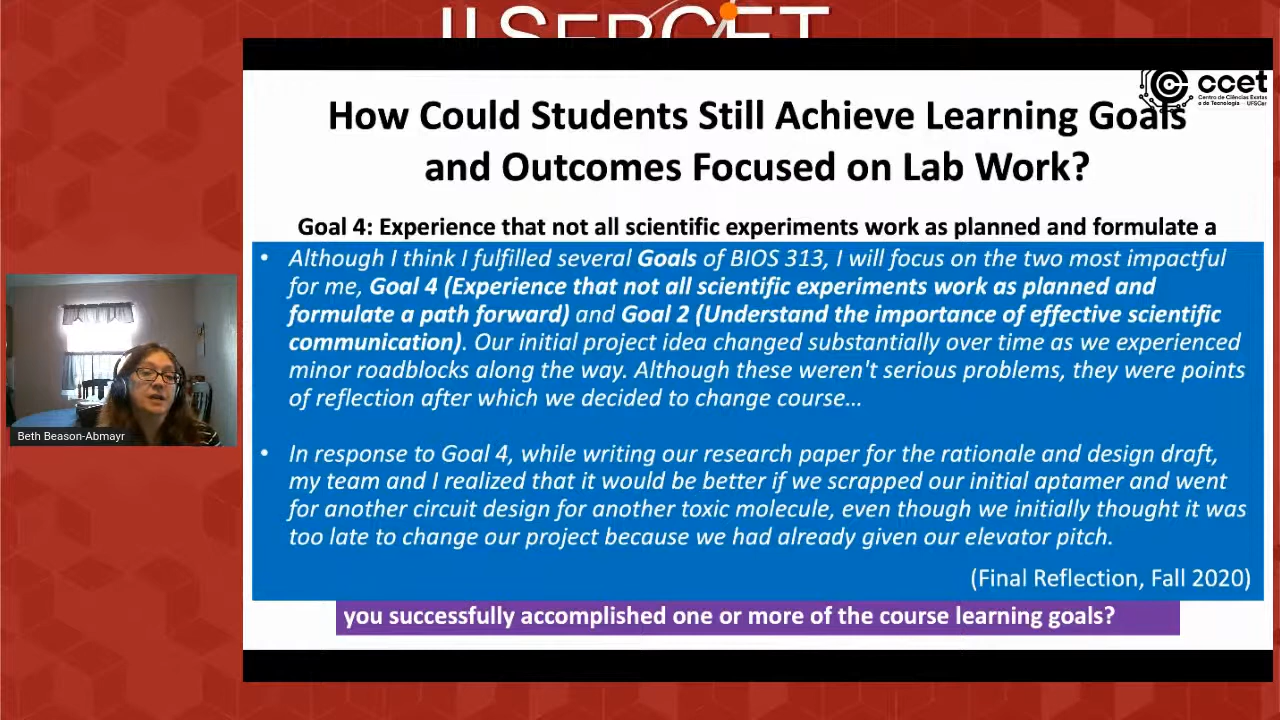 ccet
Centro de Ciências Exatas
e de Tecnologia - UFSCar
How Could Students Still Achieve Learning Goals
and Outcomes Focused on Lab Work?
Goal 4: Experience that not all scientific experiments work as planned and formulate a
• Although I think I fulfilled several Goals of BIOS 313, I will focus on the two most impactful
for me, Goal 4 (Experience that not all scientific experiments work as planned and
formulate a path forward) and Goal 2 (Understand the importance of effective scientific
communication). Our initial project idea changed substantially over time as we experienced
minor roadblocks along the way. Although these weren't serious problems, they were points
of reflection after which we decided to change course...
• In response to Goal 4, while writing our research paper for the rationale and design draft,
my team and I realized that it would be better if we scrapped our initial aptamer and went
for another circuit design for another toxic molecule, even though we initially thought it was
too late to change our project because we had already given our elevator pitch.
(Final Reflection, Fall 2020)
you successfully accomplished one or more of the course learning goals?
Beth Beason-Abmayr